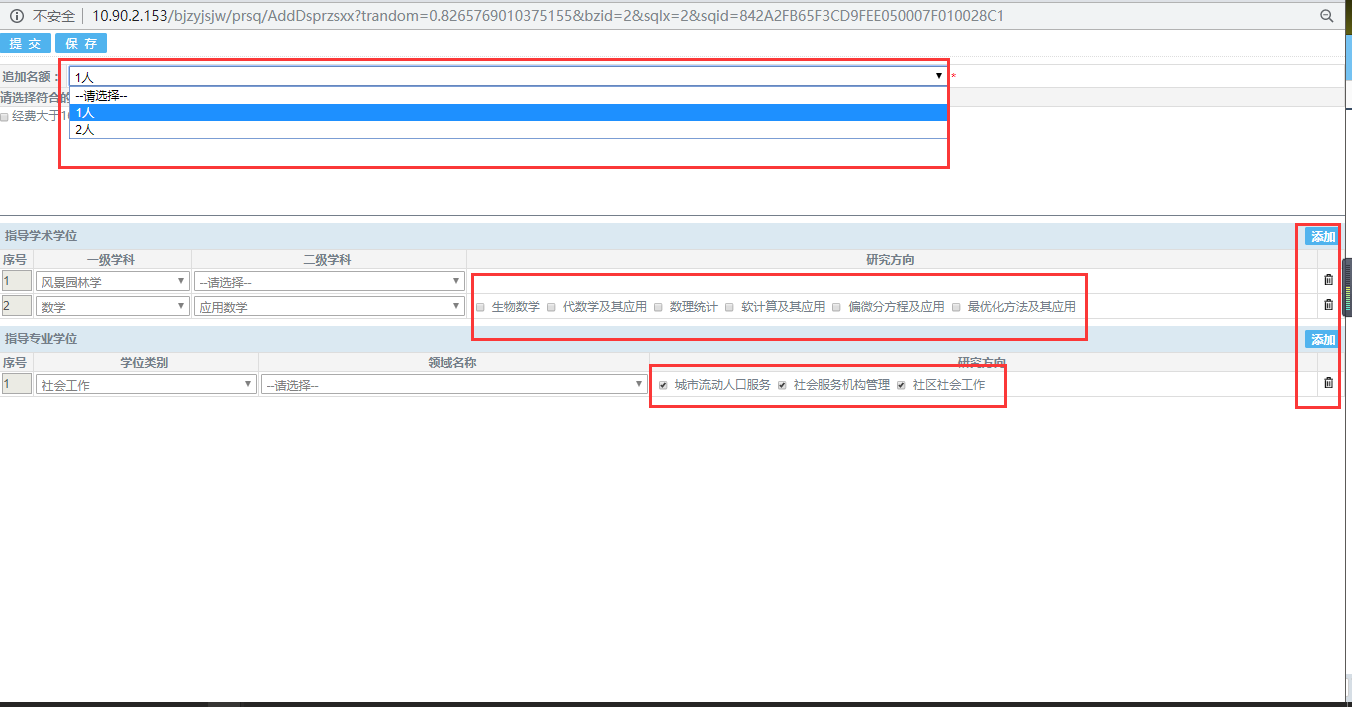 不安全 10.90.2.153/bjzyjsjw/prsq/AddDsprzsxx?trandom=0.8265769010375155&bzid=2&sqlx=2&sqid=842A2FB65F3CD9FEE050007F010028C1
提 交 保 存
追加名额： 1人 *
--请选择--
请选择符合的
1人
经费大于1
2人
指导学术学位 添加
序号 一级学科 二级学科 研究方向
1 风景园林学 --请选择--
2 数学 应用数学 生物数学 代数学及其应用 数理统计 软计算及其应用 偏微分方程及应用 最优化方法及其应用
指导专业学位 添加
序号 学位类别 领域名称 研究方向
1 社会工作 --请选择-- 城市流动人口服务 社会服务机构管理 社区社会工作